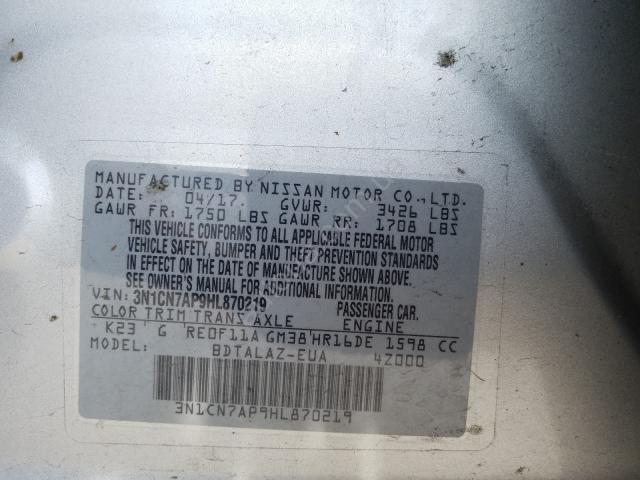 MANUFACTURED BY NISSAN MOTOR CO., LTD.
DATE: 04/17. GVWR: 3426 LBS
GAWR FR: 1750 LBS GAWR RR: 1708 LBS
THIS VEHICLE CONFORMS TO ALL APPLICABLE FEDERAL MOTOR
VEHICLE SAFETY, BUMPER AND THEFT PREVENTION STANDARDS
IN EFFECT ON THE DATE OF MANUFACTURE SHOWN ABOVE.
SEE OWNER'S MANUAL FOR ADDITIONAL INFORMATION.
VIN: 3N1CN7AP9HL870219 PASSENGER CAR.
COLOR TRIM TRANS AXLE ENGINE
K23 G RE0F11A GM38 HR16DE 1598 CC
MODEL: BDTALAZ-EUA 4Z000
3N1CN7AP9HL870219